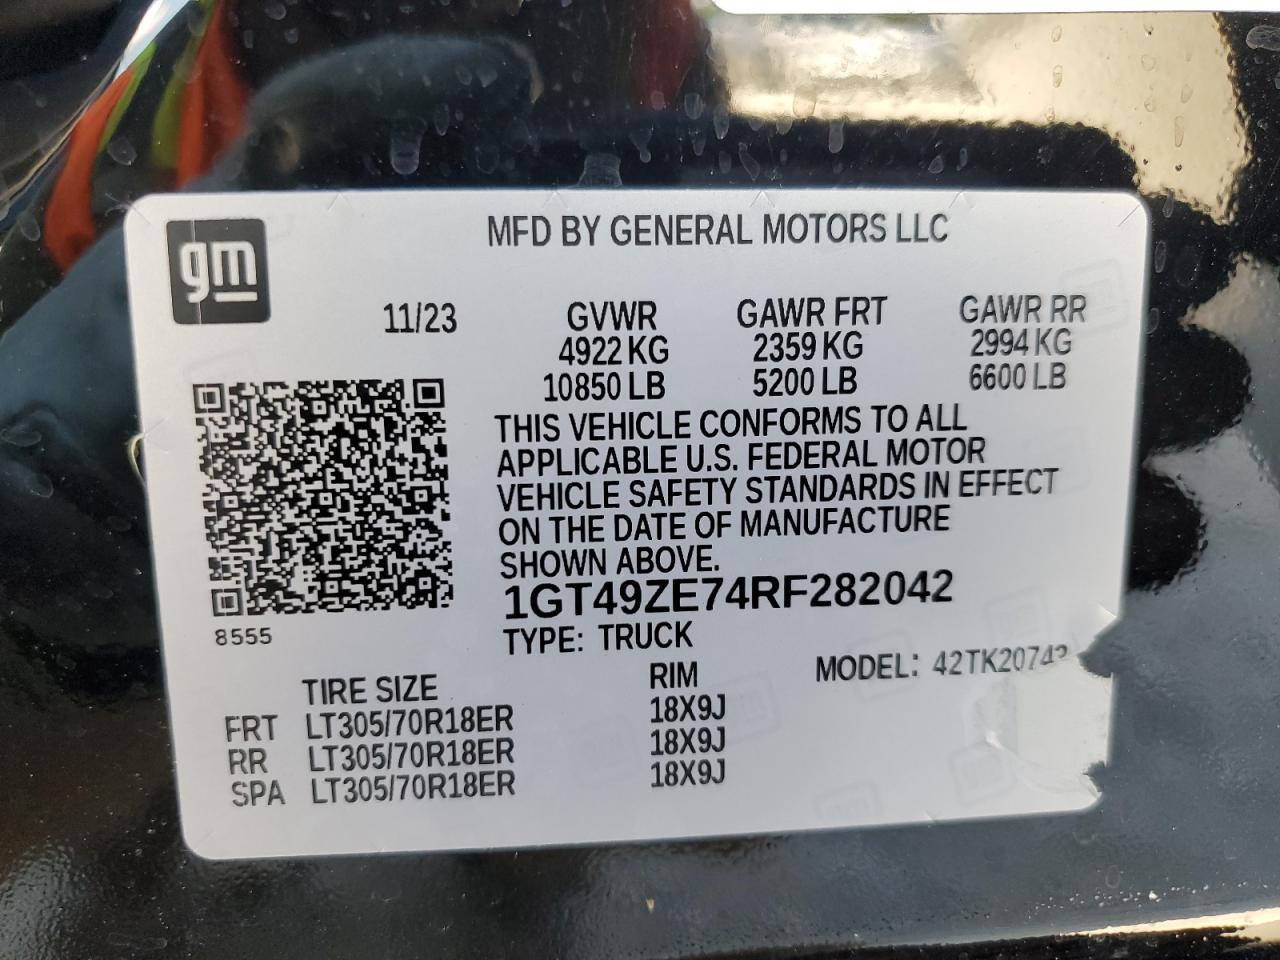 gm
MFD BY GENERAL MOTORS LLC
11/23
GVWR GAWR FRT GAWR RR
4922 KG 2359 KG 2994 KG
10850 LB 5200 LB 6600 LB
THIS VEHICLE CONFORMS TO ALL
APPLICABLE U.S. FEDERAL MOTOR
VEHICLE SAFETY STANDARDS IN EFFECT
ON THE DATE OF MANUFACTURE
SHOWN ABOVE.
1GT49ZE74RF282042
8555
TYPE: TRUCK
MODEL: 42TK20743
TIRE SIZE RIM
FRT LT305/70R18ER 18X9J
RR LT305/70R18ER 18X9J
SPA LT305/70R18ER 18X9J